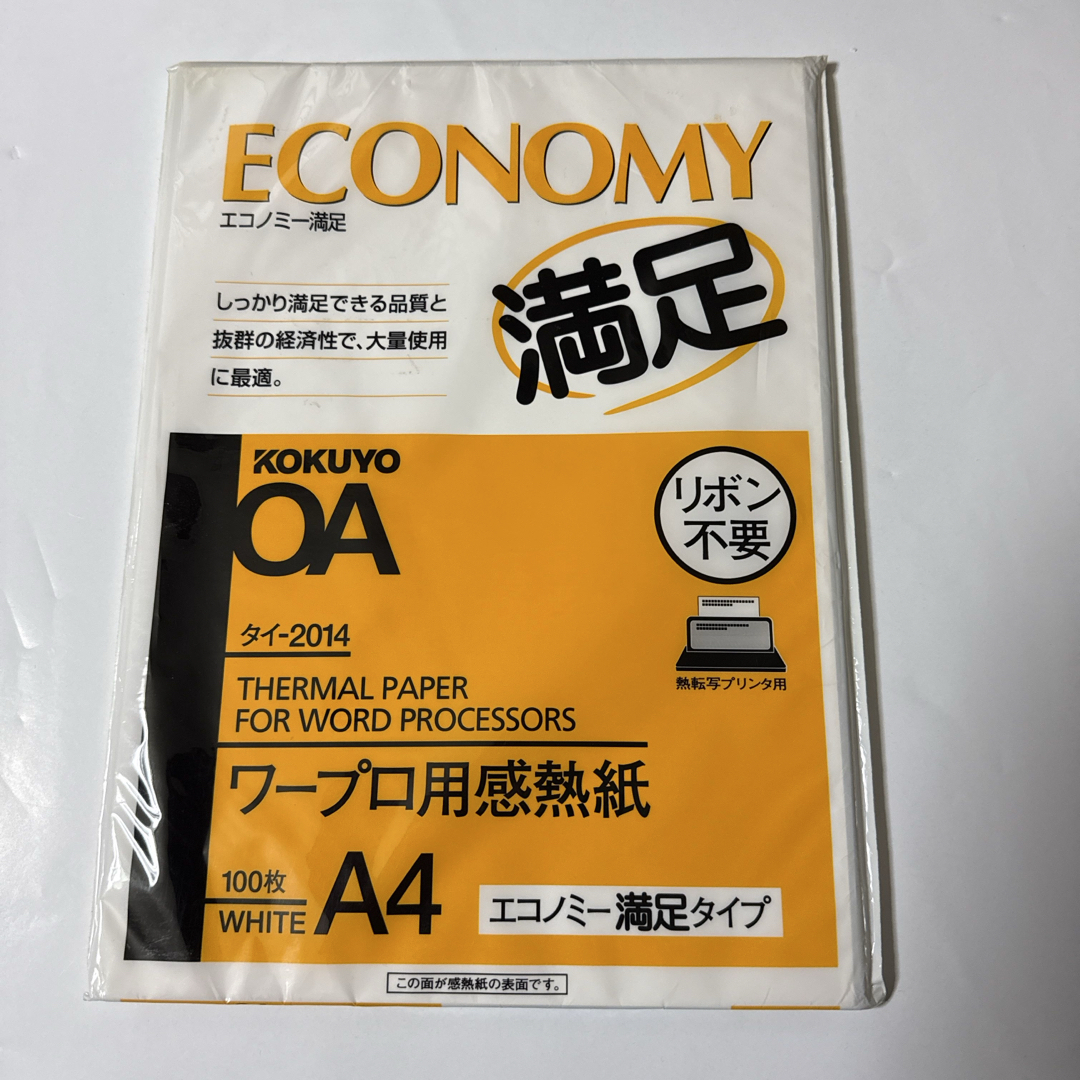 ECONOMY
エコノミー満足
満足
しっかり満足できる品質と
抜群の経済性で、大量使用
に最適。
KOKUYO
OA
リボン
不要
熱転写プリンタ用
タイ-2014
THERMAL PAPER
FOR WORD PROCESSORS
ワープロ用感熱紙
100枚
WHITE
A4
エコノミー満足タイプ
この面が感熱紙の表面です。